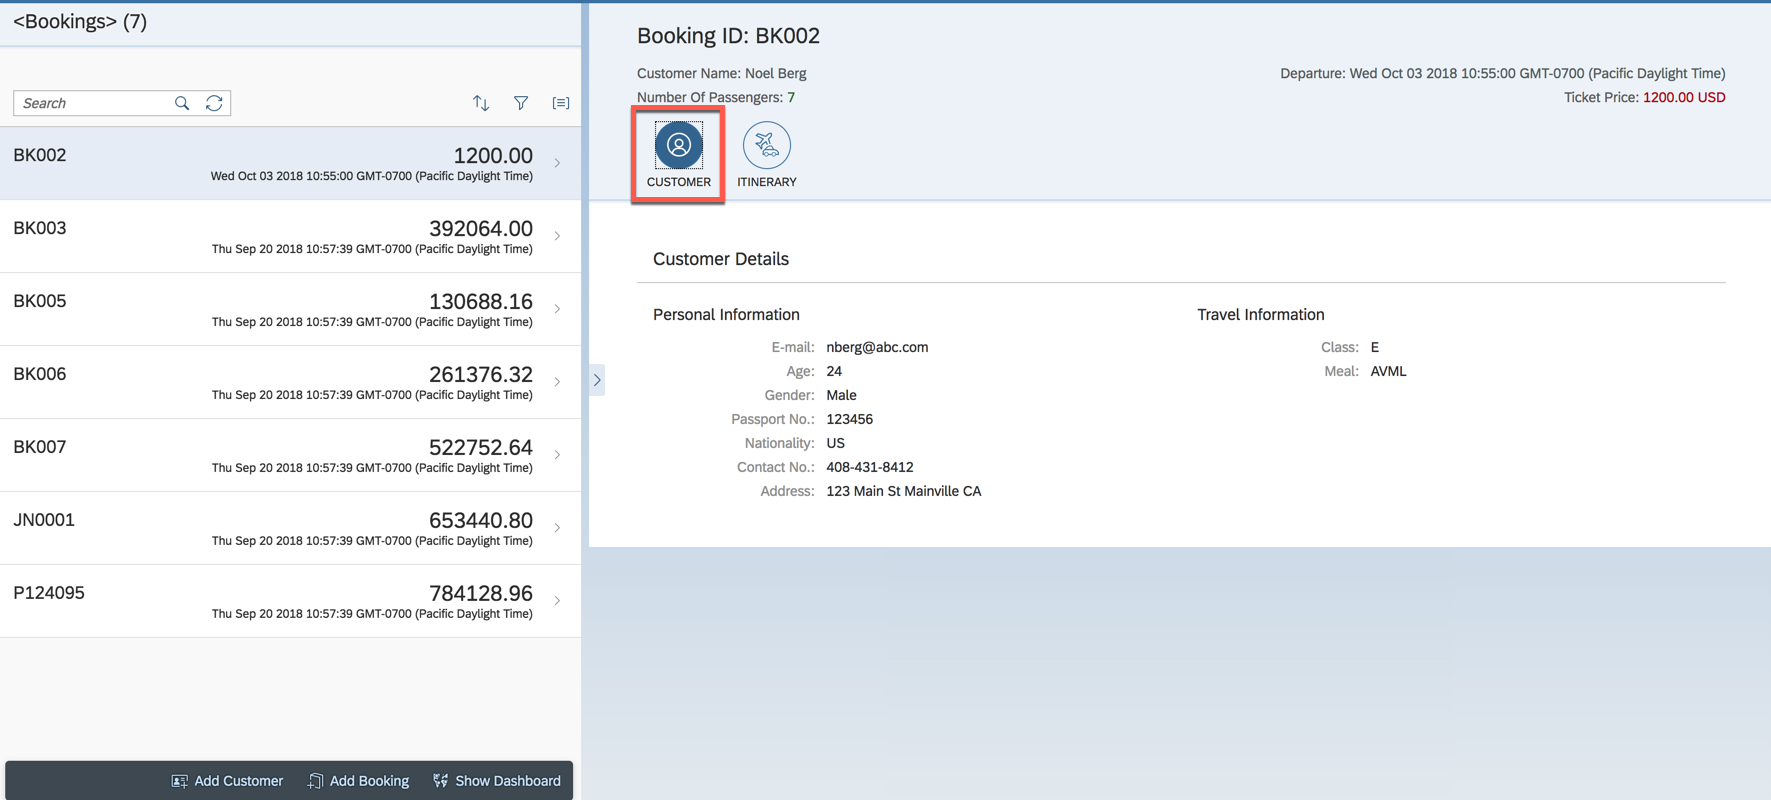 <Bookings> (7)
Search
BK002
1200.00
Wed Oct 03 2018 10:55:00 GMT-0700 (Pacific Daylight Time)
BK003
392064.00
Thu Sep 20 2018 10:57:39 GMT-0700 (Pacific Daylight Time)
BK005
130688.16
Thu Sep 20 2018 10:57:39 GMT-0700 (Pacific Daylight Time)
BK006
261376.32
Thu Sep 20 2018 10:57:39 GMT-0700 (Pacific Daylight Time)
BK007
522752.64
Thu Sep 20 2018 10:57:39 GMT-0700 (Pacific Daylight Time)
JN0001
653440.80
Thu Sep 20 2018 10:57:39 GMT-0700 (Pacific Daylight Time)
P124095
784128.96
Thu Sep 20 2018 10:57:39 GMT-0700 (Pacific Daylight Time)
Add Customer
Add Booking
Show Dashboard
Booking ID: BK002
Customer Name: Noel Berg
Departure: Wed Oct 03 2018 10:55:00 GMT-0700 (Pacific Daylight Time)
Number Of Passengers: 7
Ticket Price: 1200.00 USD
CUSTOMER
ITINERARY
Customer Details
Personal Information
E-mail: nberg@abc.com
Age: 24
Gender: Male
Passport No.: 123456
Nationality: US
Contact No.: 408-431-8412
Address: 123 Main St Mainville CA
Travel Information
Class: E
Meal: AVML